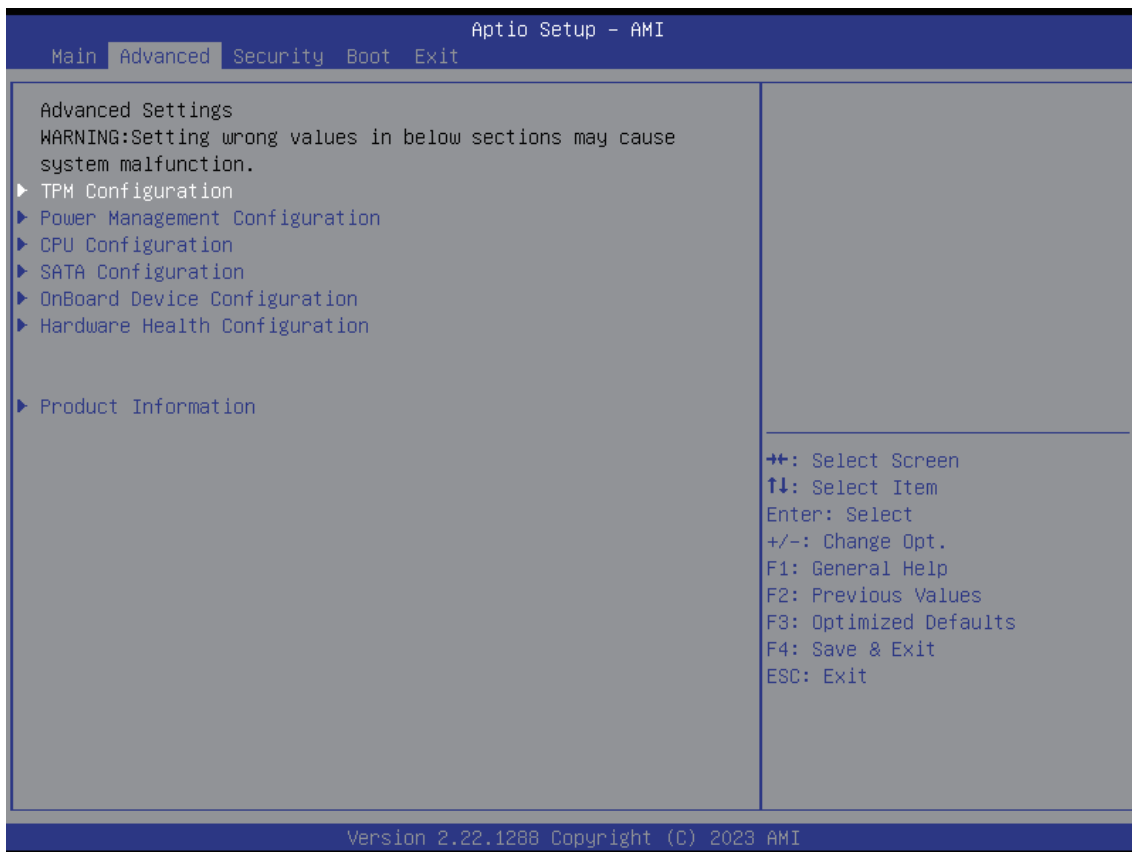 Aptio Setup – AMI
Main Advanced Security Boot Exit
Advanced Settings
WARNING:Setting wrong values in below sections may cause
system malfunction.
▶ TPM Configuration
▶ Power Management Configuration
▶ CPU Configuration
▶ SATA Configuration
▶ OnBoard Device Configuration
▶ Hardware Health Configuration
▶ Product Information
→←: Select Screen
↑↓: Select Item
Enter: Select
+/-: Change Opt.
F1: General Help
F2: Previous Values
F3: Optimized Defaults
F4: Save & Exit
ESC: Exit
Version 2.22.1288 Copyright (C) 2023 AMI